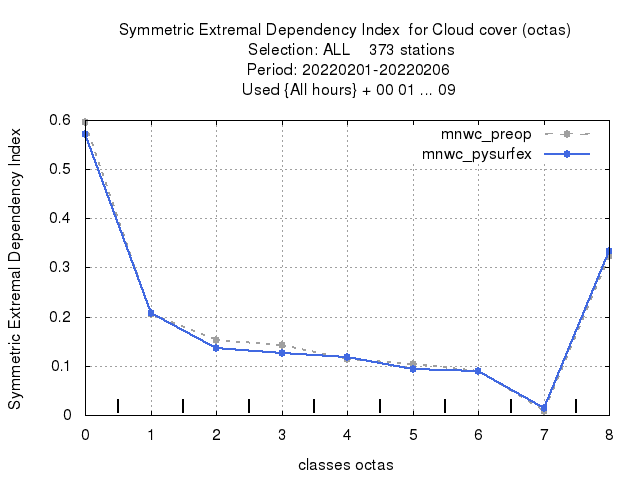 Symmetric Extremal Dependency Index  for Cloud cover (octas)
Selection: ALL    373 stations
Period: 20220201-20220206
Used {All hours} + 00 01 ... 09
mnwc_preop
mnwc_pysurfex
Symmetric Extremal Dependency Index
0.6
0.5
0.4
0.3
0.2
0.1
0
0 1 2 3 4 5 6 7 8
classes octas